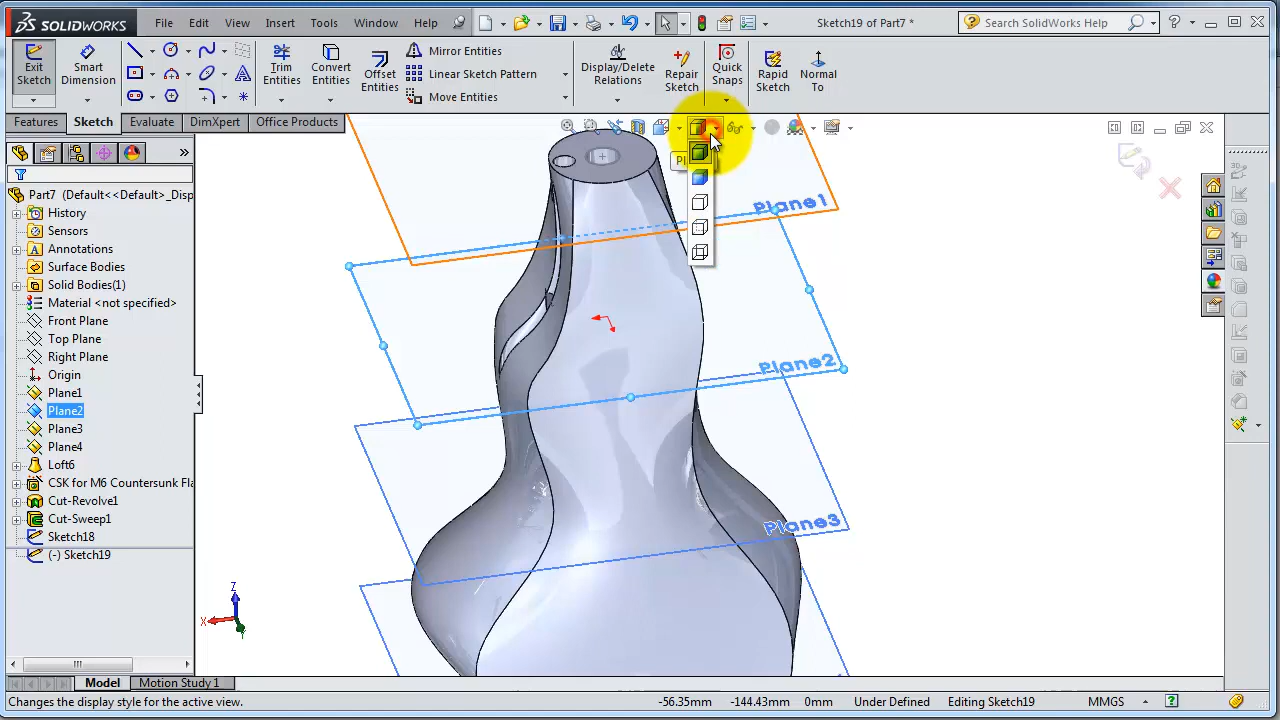 SOLIDWORKS File Edit View Insert Tools Window Help Sketch19 of Part7 * Search SolidWorks Help
Exit Sketch
Smart Dimension
Trim Entities
Convert Entities
Offset Entities
Mirror Entities
Linear Sketch Pattern
Move Entities
Display/Delete Relations
Repair Sketch
Quick Snaps
Rapid Sketch
Normal To
Features Sketch Evaluate DimXpert Office Products
Part7 (Default<<Default>_Disp
History
Sensors
Annotations
Surface Bodies
Solid Bodies(1)
Material <not specified>
Front Plane
Top Plane
Right Plane
Origin
Plane1
Plane2
Plane3
Plane4
Loft6
CSK for M6 Countersunk Fla
Cut-Revolve1
Cut-Sweep1
Sketch18
(-) Sketch19
Plane1
Plane2
Plane3
Z
X
Model Motion Study 1
Changes the display style for the active view. -56.35mm -144.43mm 0mm Under Defined Editing Sketch19 MMGS